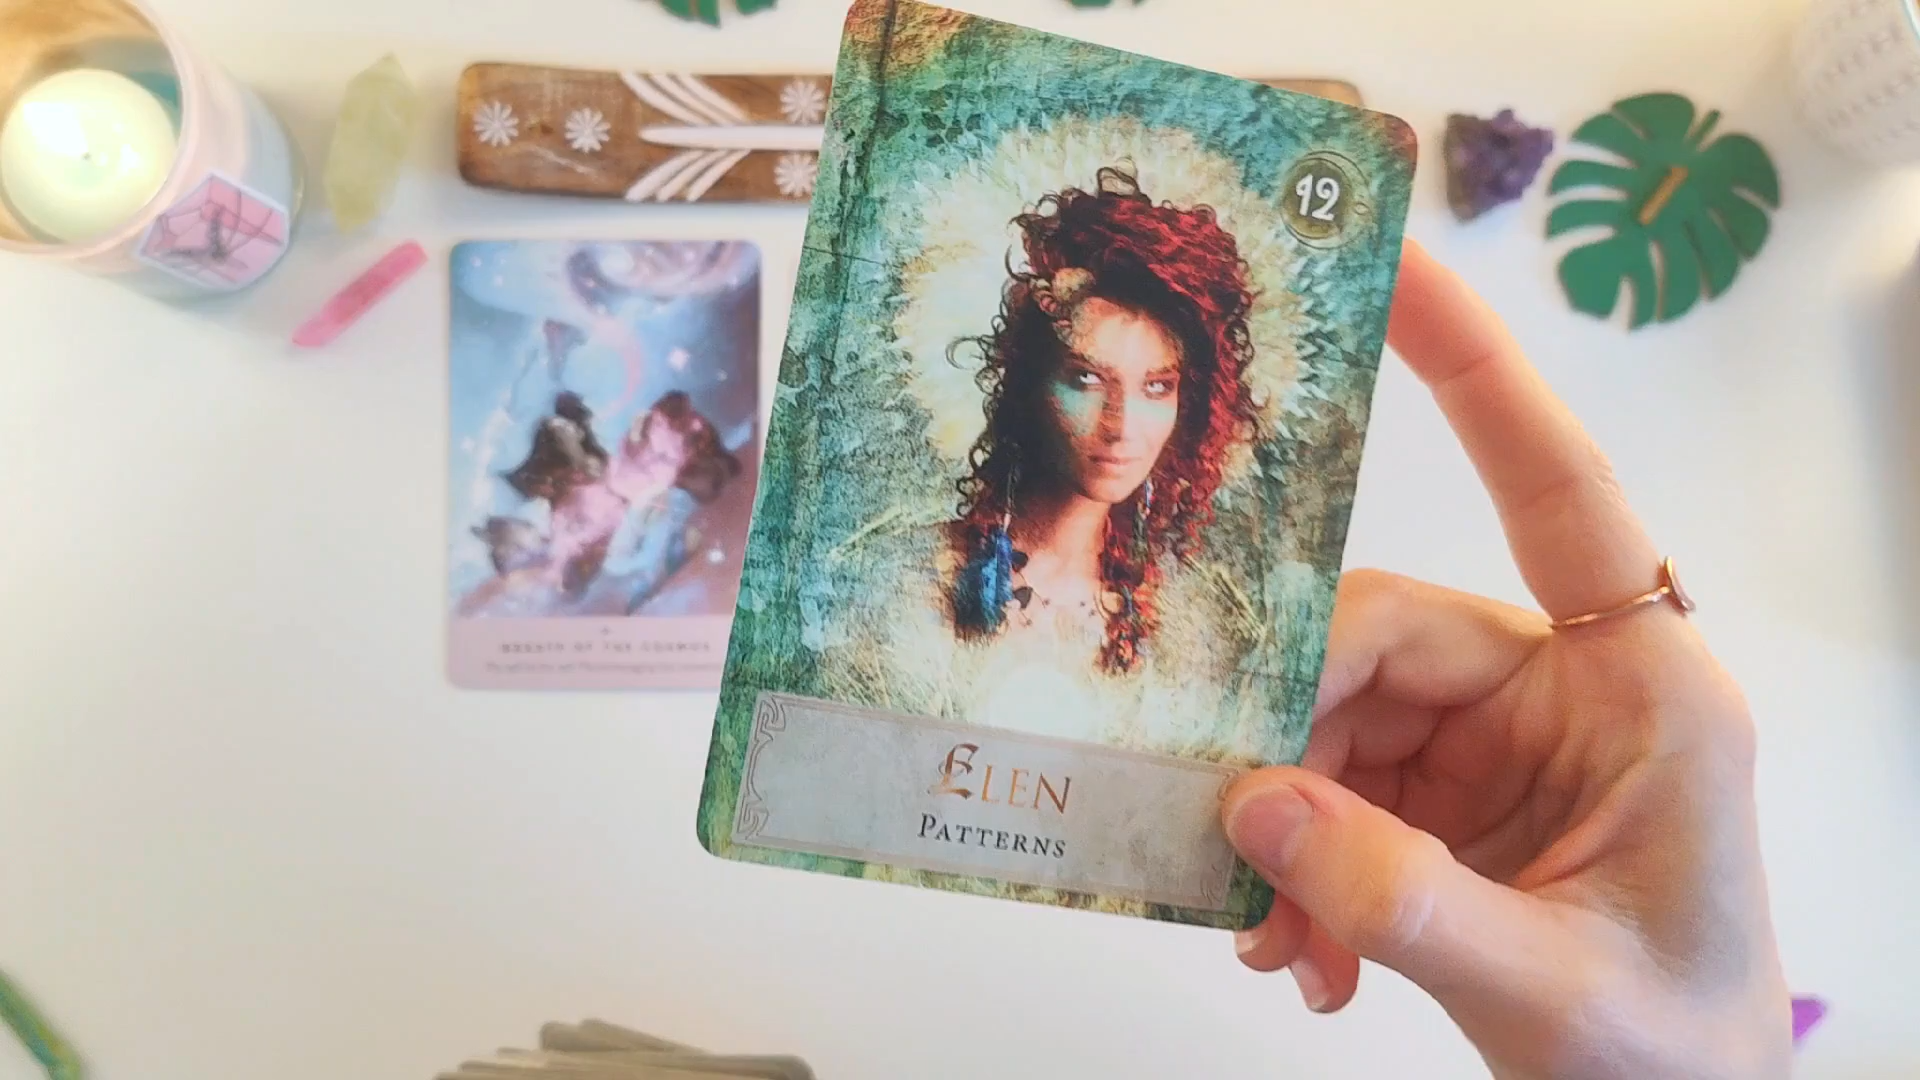 12
ELEN
PATTERNS
BREATH OF THE COSMOS